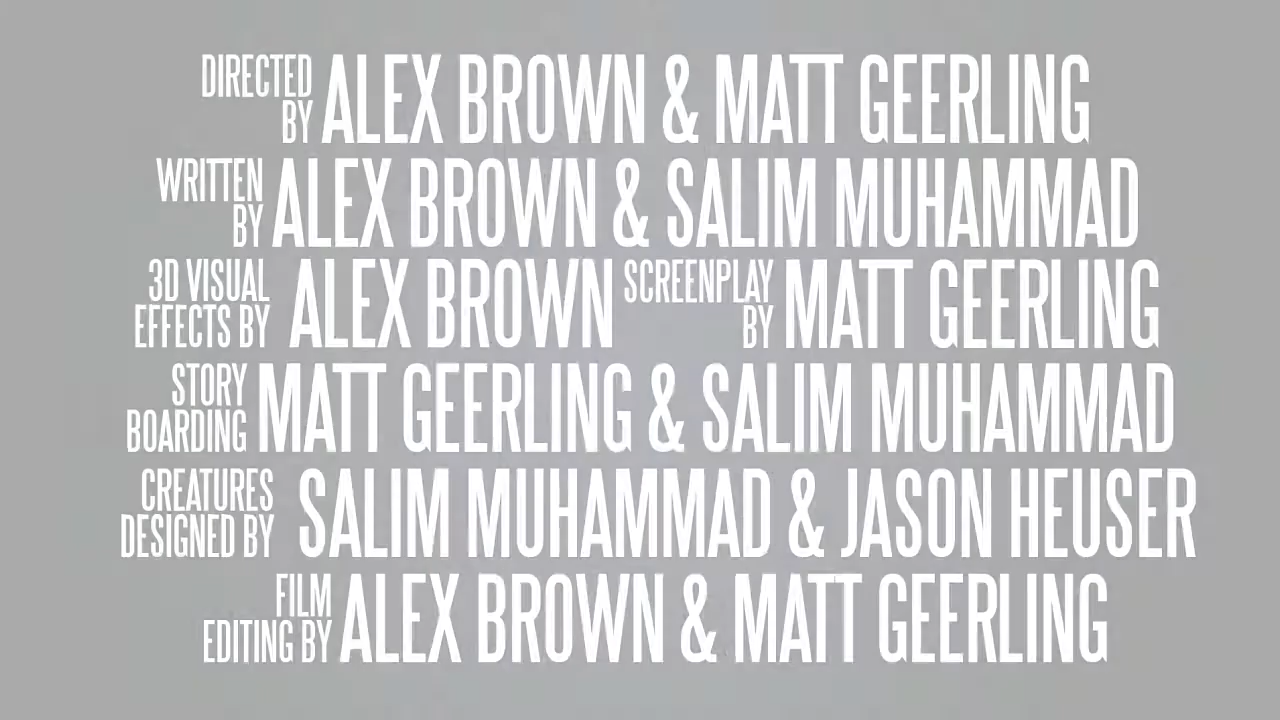 DIRECTED BY ALEX BROWN & MATT GEERLING
WRITTEN BY ALEX BROWN & SALIM MUHAMMAD
3D VISUAL EFFECTS BY ALEX BROWN SCREENPLAY BY MATT GEERLING
STORY BOARDING MATT GEERLING & SALIM MUHAMMAD
CREATURES DESIGNED BY SALIM MUHAMMAD & JASON HEUSER
FILM EDITING BY ALEX BROWN & MATT GEERLING